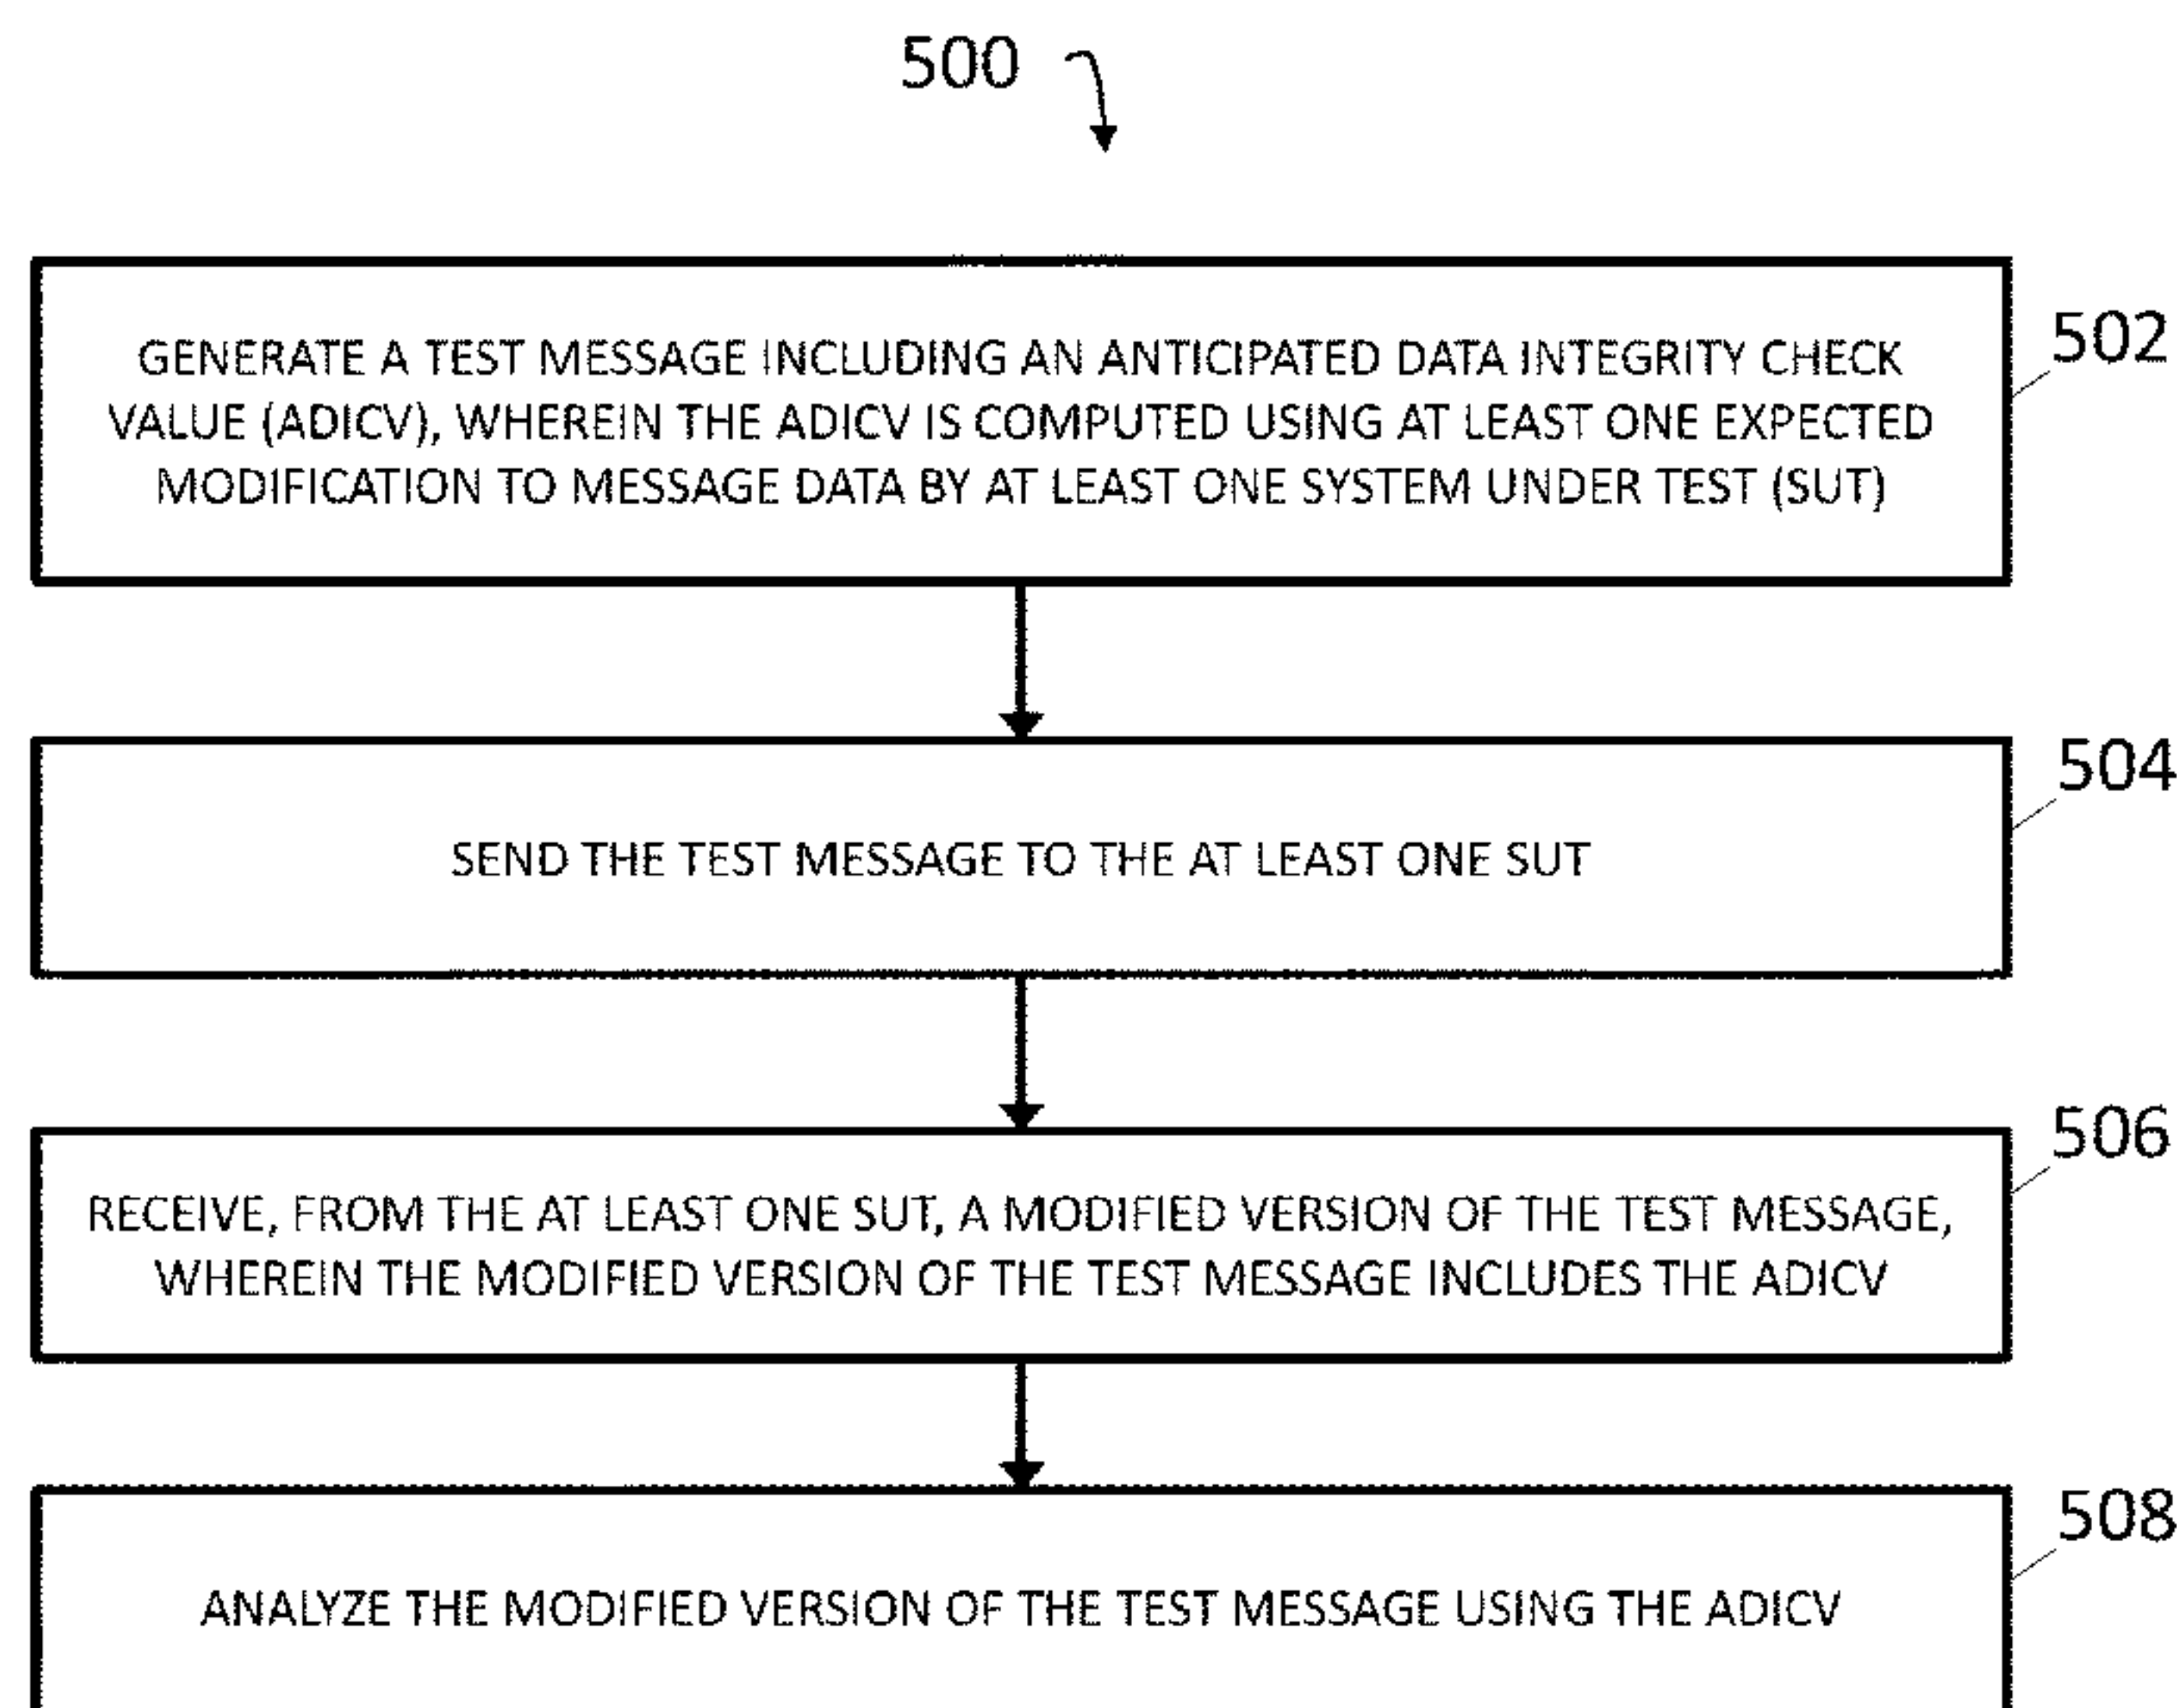 500
GENERATE A TEST MESSAGE INCLUDING AN ANTICIPATED DATA INTEGRITY CHECK
VALUE (ADICV), WHEREIN THE ADICV IS COMPUTED USING AT LEAST ONE EXPECTED
MODIFICATION TO MESSAGE DATA BY AT LEAST ONE SYSTEM UNDER TEST (SUT)
502
SEND THE TEST MESSAGE TO THE AT LEAST ONE SUT
504
RECEIVE, FROM THE AT LEAST ONE SUT, A MODIFIED VERSION OF THE TEST MESSAGE,
WHEREIN THE MODIFIED VERSION OF THE TEST MESSAGE INCLUDES THE ADICV
506
ANALYZE THE MODIFIED VERSION OF THE TEST MESSAGE USING THE ADICV
508